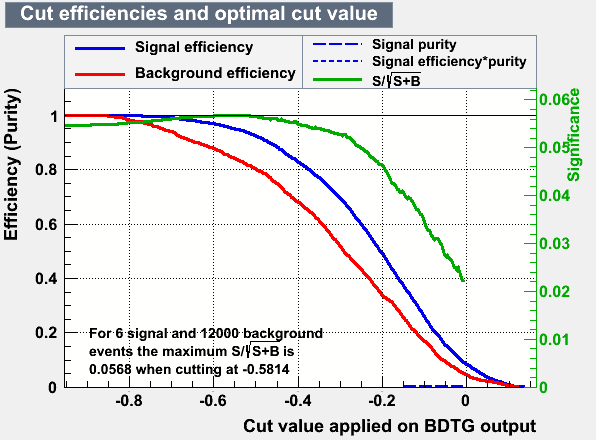 Cut efficiencies and optimal cut value
Signal efficiency
Background efficiency
Signal purity
Signal efficiency*purity
S/√S+B
Efficiency (Purity)
1
0.8
0.6
0.4
0.2
0
Significance
0.06
0.05
0.04
0.03
0.02
0.01
0
For 6 signal and 12000 background
events the maximum S/√S+B is
0.0568 when cutting at -0.5814
-0.8 -0.6 -0.4 -0.2 0
Cut value applied on BDTG output